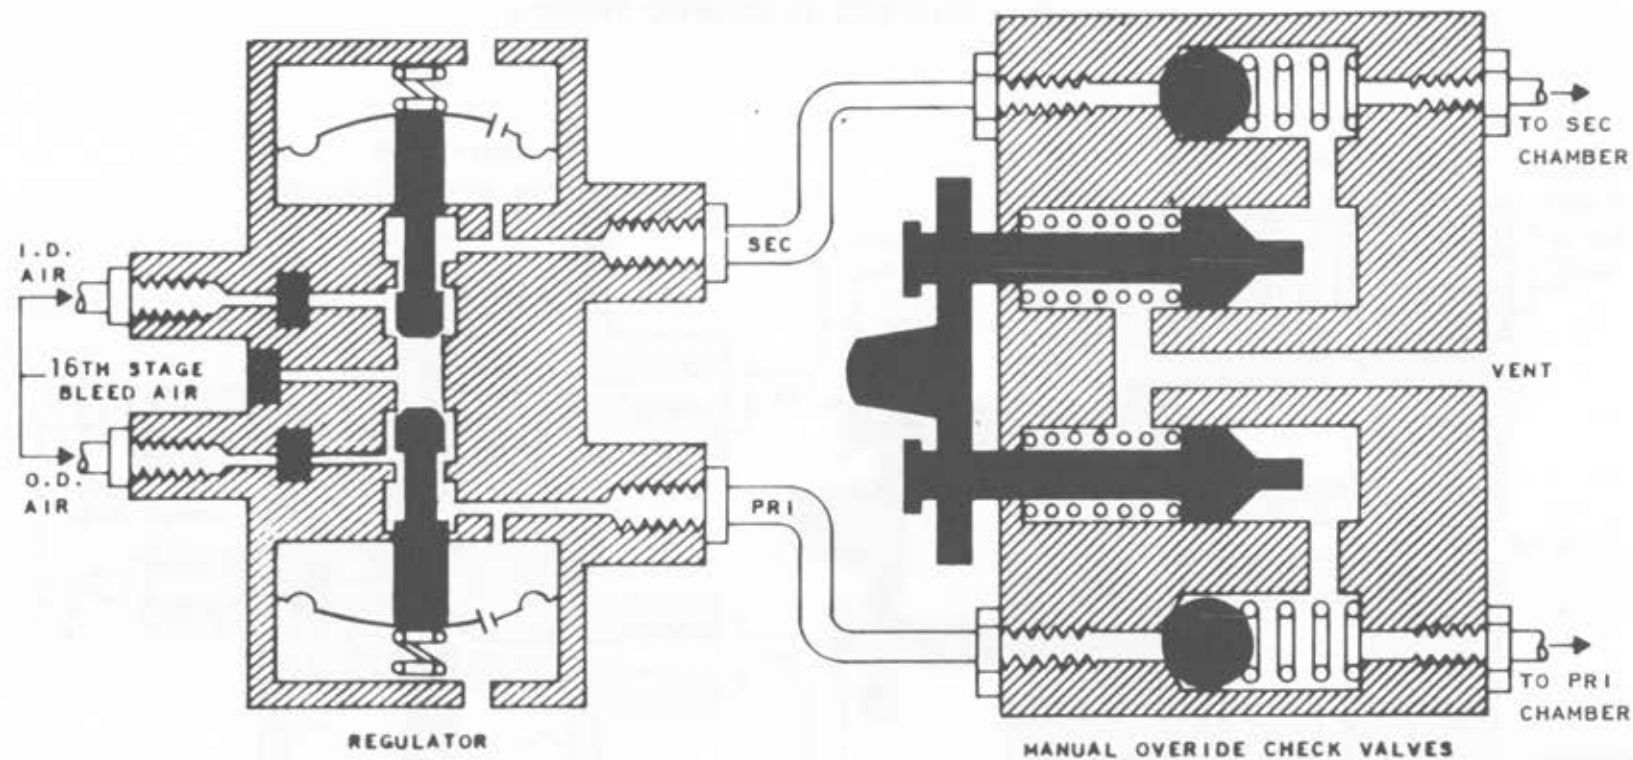 I.D.
AIR
16TH STAGE
BLEED AIR
O.D.
AIR
SEC
PRI
REGULATOR
TO SEC
CHAMBER
VENT
TO PRI
CHAMBER
MANUAL OVERIDE CHECK VALVES